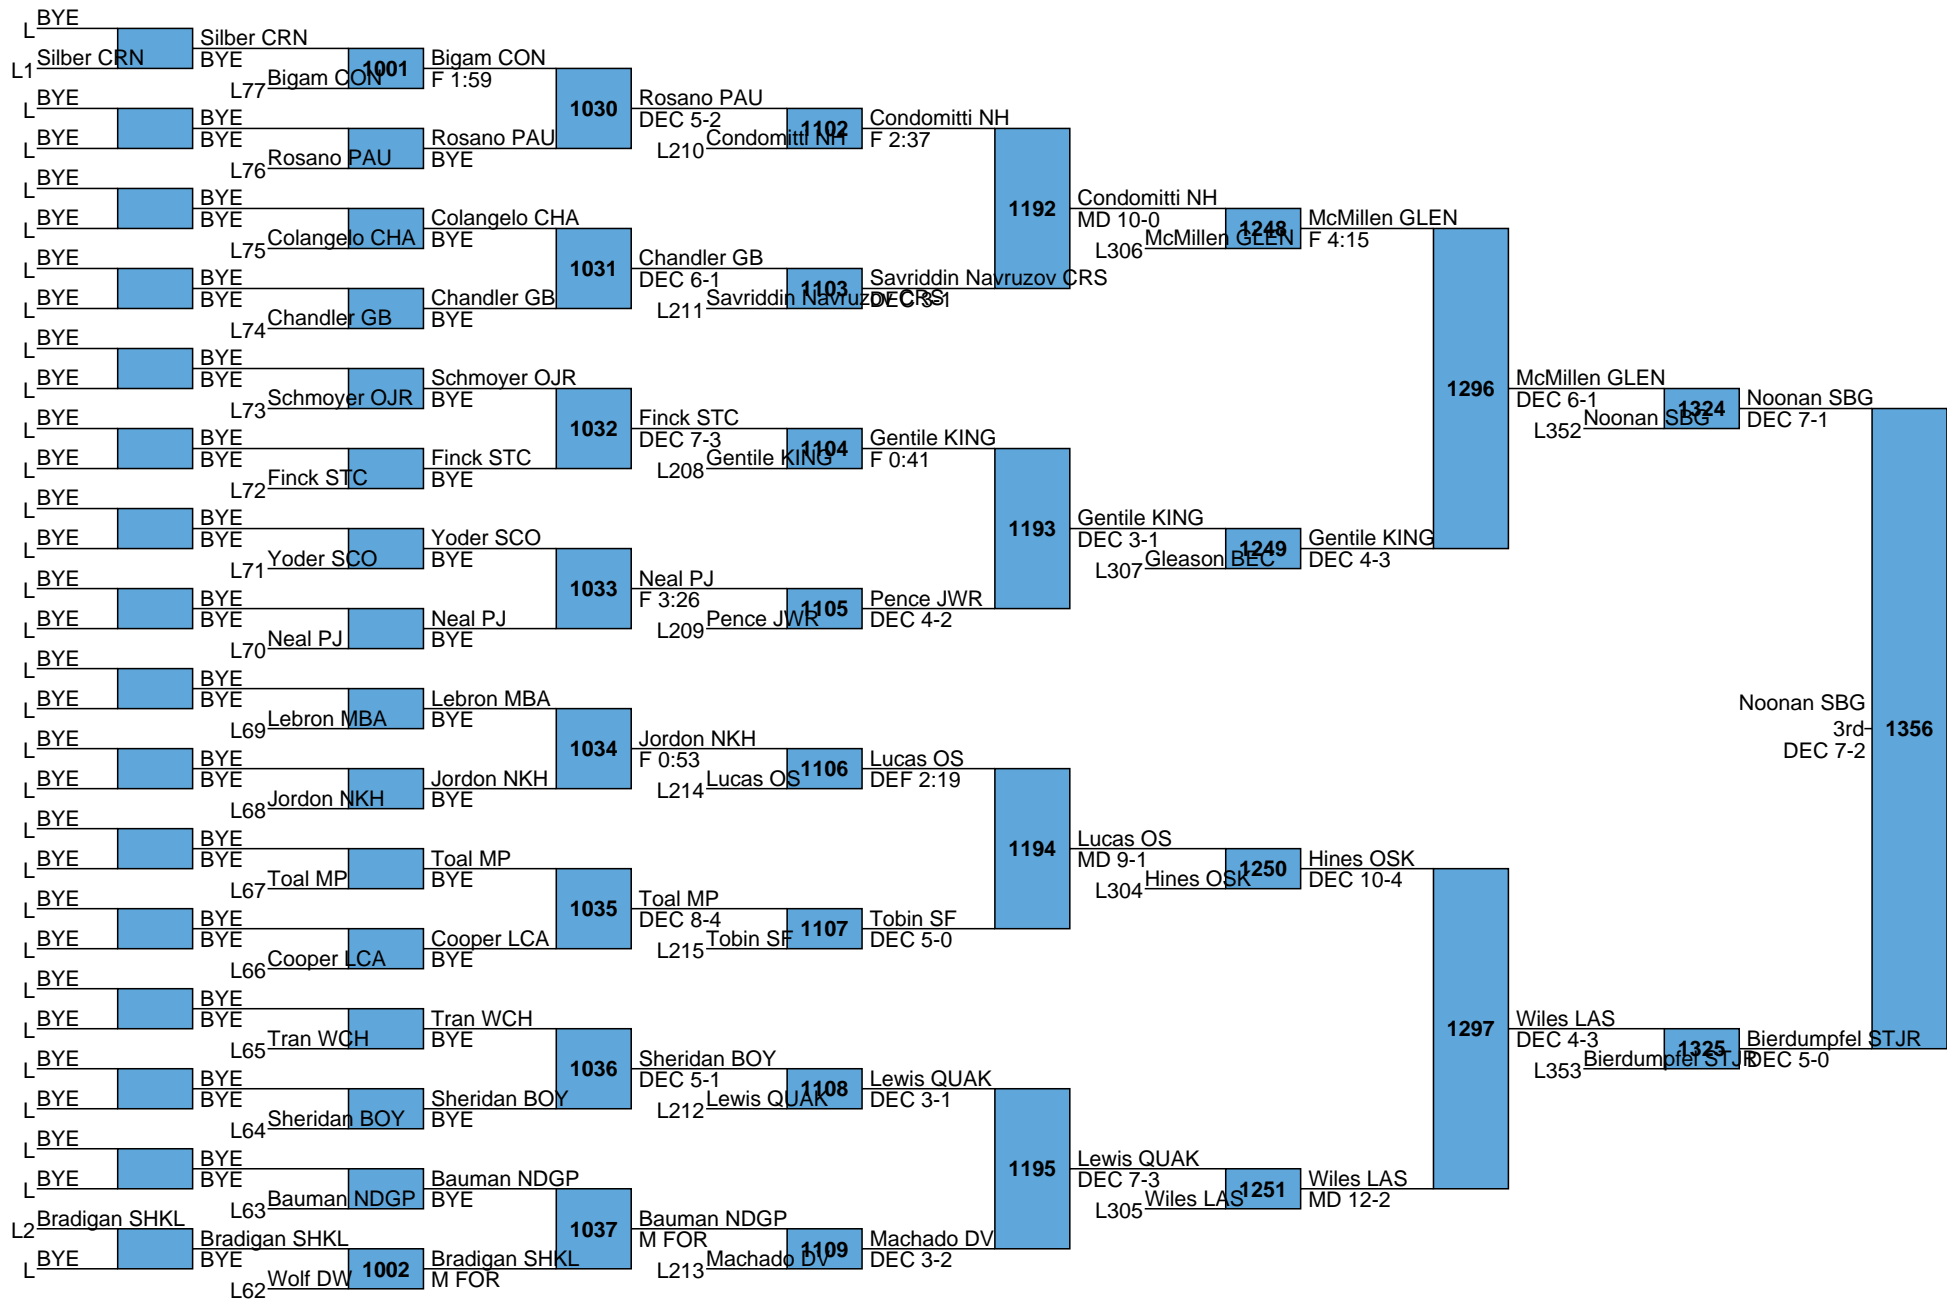 BYE
L
Silber CRN
L1
Silber CRN
BYE
Bigam CON
L77
1001
Bigam CON
F 1:59
BYE
L
BYE
L
BYE
BYE
Rosano PAU
L76
Rosano PAU
BYE
1030
Rosano PAU
DEC 5-2
Condomitti NH
L210
1102
Condomitti NH
F 2:37
BYE
L
BYE
L
BYE
BYE
Colangelo CHA
L75
Colangelo CHA
BYE
BYE
L
BYE
L
BYE
BYE
Chandler GB
L74
Chandler GB
BYE
1031
Chandler GB
DEC 6-1
Savriddin Navruzov CRS
L211
1103
Savriddin Navruzov CRS
DEC 3-1
1192
Condomitti NH
MD 10-0
McMillen GLEN
L306
1248
McMillen GLEN
F 4:15
BYE
L
BYE
L
BYE
BYE
Schmoyer OJR
L73
Schmoyer OJR
BYE
BYE
L
BYE
L
BYE
BYE
Finck STC
L72
Finck STC
BYE
1032
Finck STC
DEC 7-3
Gentile KING
L208
1104
Gentile KING
F 0:41
BYE
L
BYE
L
BYE
BYE
Yoder SCO
L71
Yoder SCO
BYE
BYE
L
BYE
L
BYE
BYE
Neal PJ
L70
Neal PJ
BYE
1033
Neal PJ
F 3:26
Pence JWR
L209
1105
Pence JWR
DEC 4-2
1193
Gentile KING
DEC 3-1
Gleason BEC
L307
1249
Gentile KING
DEC 4-3
1296
McMillen GLEN
DEC 6-1
Noonan SBG
L352
1324
Noonan SBG
DEC 7-1
BYE
L
BYE
L
BYE
BYE
Lebron MBA
L69
Lebron MBA
BYE
BYE
L
BYE
L
BYE
BYE
Jordon NKH
L68
Jordon NKH
BYE
1034
Jordon NKH
F 0:53
Lucas OS
L214
1106
Lucas OS
DEF 2:19
BYE
L
BYE
L
BYE
BYE
Toal MP
L67
Toal MP
BYE
BYE
L
BYE
L
BYE
BYE
Cooper LCA
L66
Cooper LCA
BYE
1035
Toal MP
DEC 8-4
Tobin SF
L215
1107
Tobin SF
DEC 5-0
1194
Lucas OS
MD 9-1
Hines OSK
L304
1250
Hines OSK
DEC 10-4
BYE
L
BYE
L
BYE
BYE
Tran WCH
L65
Tran WCH
BYE
BYE
L
BYE
L
BYE
BYE
Sheridan BOY
L64
Sheridan BOY
BYE
1036
Sheridan BOY
DEC 5-1
Lewis QUAK
L212
1108
Lewis QUAK
DEC 3-1
BYE
L
BYE
L
BYE
BYE
Bauman NDGP
L63
Bauman NDGP
BYE
Bradigan SHKL
L2
BYE
L
Bradigan SHKL
BYE
Wolf DW
L62
1002
Bradigan SHKL
M FOR
1037
Bauman NDGP
M FOR
Machado DV
L213
1109
Machado DV
DEC 3-2
1195
Lewis QUAK
DEC 7-3
Wiles LAS
L305
1251
Wiles LAS
MD 12-2
1297
Wiles LAS
DEC 4-3
Bierdumpfel STJR
L353
1325
Bierdumpfel STJR
DEC 5-0
Noonan SBG
3rd
DEC 7-2
1356